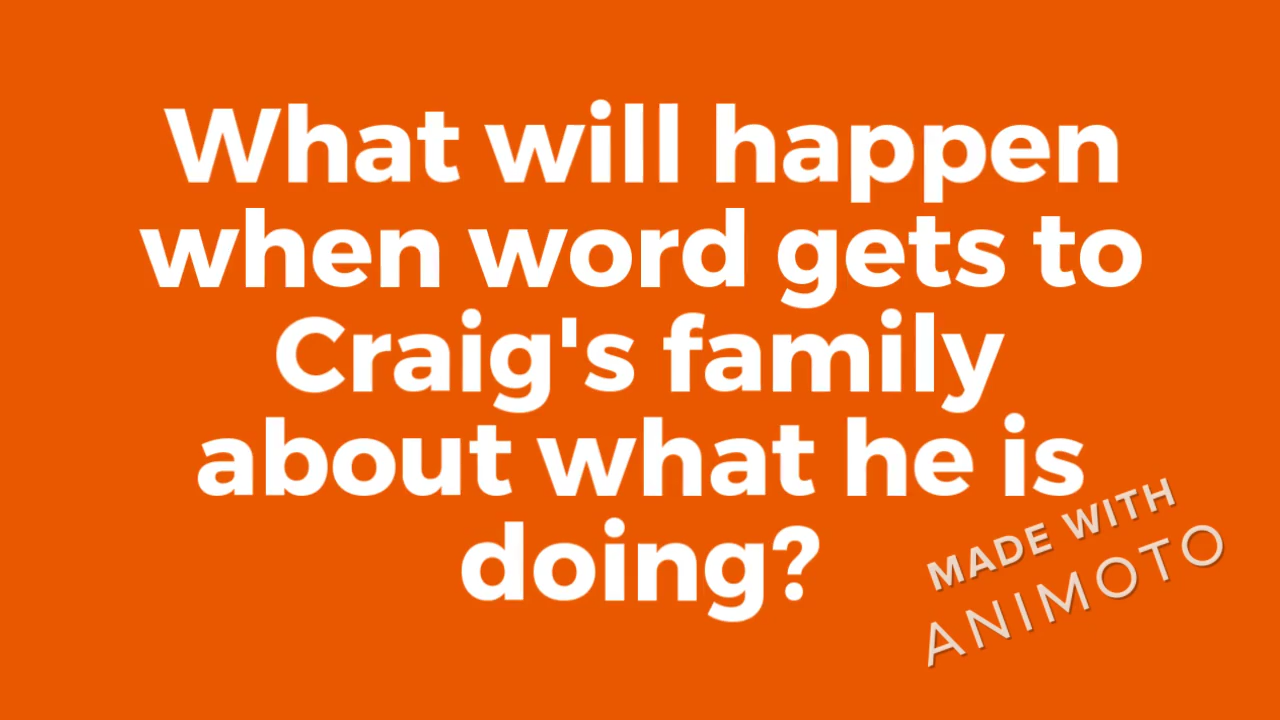 What will happen
when word gets to
Craig's family
about what he is
doing?
MADE WITH
ANIMOTO